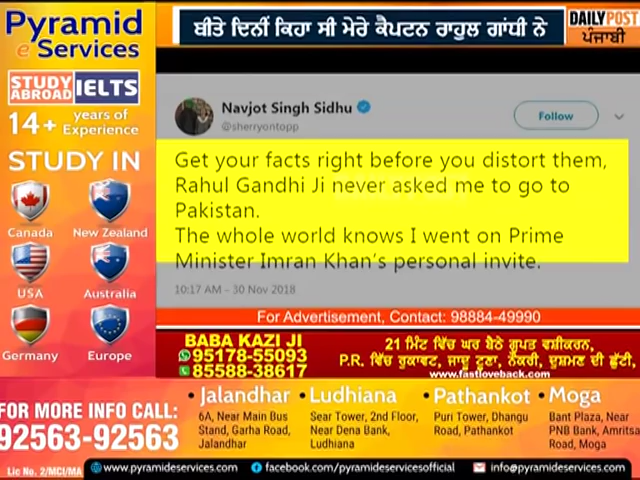 Pyramid
e Services
STUDY
ABROAD
IELTS
14+ years of
Experience
STUDY IN
Canada
New Zealand
USA
Australia
Germany
Europe
ਬੀਤੇ ਦਿਨੀਂ ਕਿਹਾ ਸੀ ਮੇਰੇ ਕੈਪਟਨ ਰਾਹੁਲ ਗਾਂਧੀ ਨੇ
DAILY POST
ਪੰਜਾਬੀ
Navjot Singh Sidhu
@sherryontopp
Follow
Get your facts right before you distort them,
Rahul Gandhi Ji never asked me to go to
Pakistan.
The whole world knows I went on Prime
Minister Imran Khan's personal invite.
10:17 AM - 30 Nov 2018
For Advertisement, Contact: 98884-49990
BABA KAZI JI
95178-55093
85588-38617
21 ਮਿੰਟ ਵਿੱਚ ਘਰ ਬੈਠੇ ਗੁਪਤ ਵਸ਼ੀਕਰਨ,
P.R. ਵਿੱਚ ਰੁਕਾਵਟ, ਜਾਦੂ ਟੂਣਾ, ਨੌਕਰੀ, ਦੁਸ਼ਮਣ ਦੀ ਛੁੱਟੀ,
www.fastloveback.com
FOR MORE INFO CALL:
92563-92563
Lic No. 2/MCI/MA
• Jalandhar
6A, Near Main Bus
Stand, Garha Road,
Jalandhar
• Ludhiana
Sear Tower, 2nd Floor,
Near Dena Bank,
Ludhiana
• Pathankot
Puri Tower, Dhangu
Road, Pathankot
• Moga
Bant Plaza, Near
PNB Bank, Amritsa
Road, Moga
www.pyramideservices.com
facebook.com/pyramideservicesofficial
info@pyramideservices.com